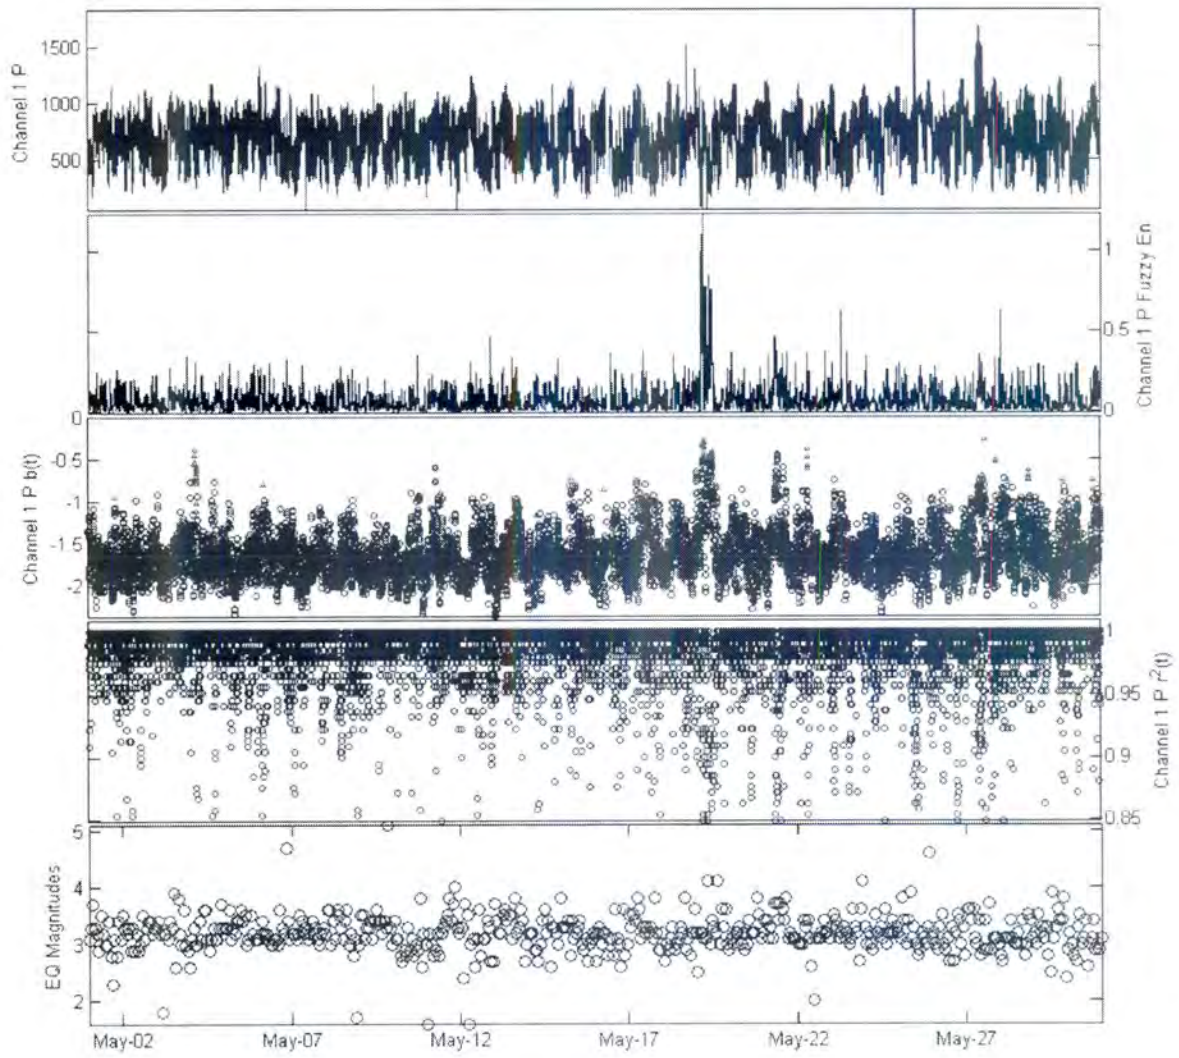 Channel 1 P
1500
1000
500
Channel 1 P Fuzzy En
1
0.5
0
Channel 1 P b(t)
0
-0.5
-1
-1.5
-2
Channel 1 P r²(t)
1
0.95
0.9
0.85
EQ Magnitudes
5
4
3
2
May-02
May-07
May-12
May-17
May-22
May-27